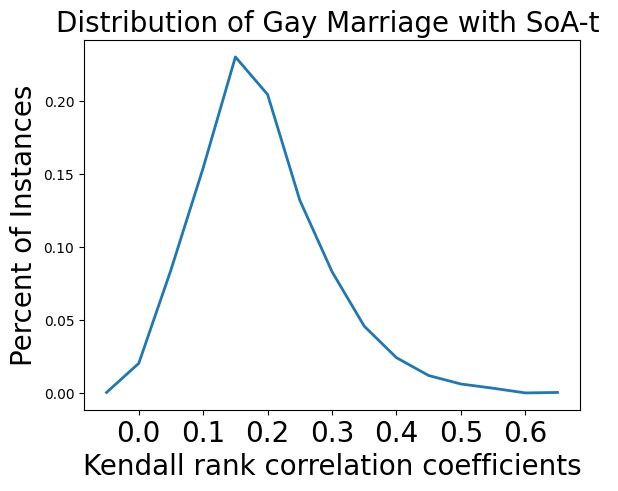 Distribution of Gay Marriage with SoA-t
Percent of Instances
0.20
0.15
0.10
0.05
0.00
0.0 0.1 0.2 0.3 0.4 0.5 0.6
Kendall rank correlation coefficients